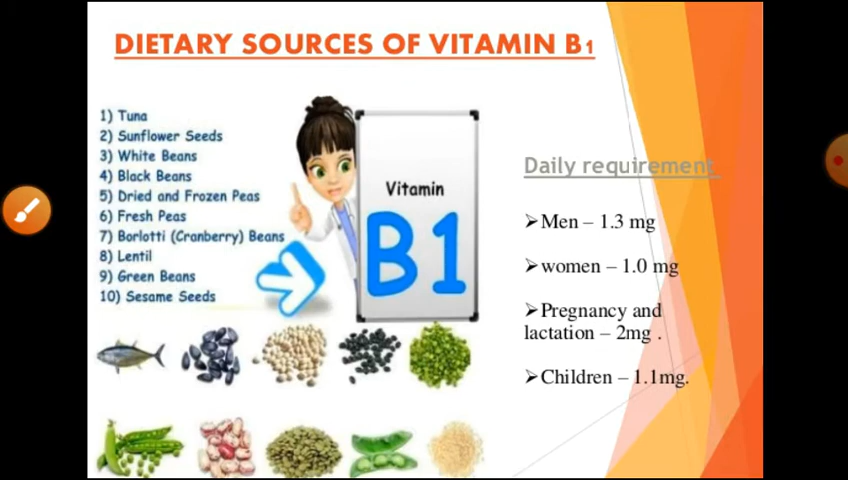 DIETARY SOURCES OF VITAMIN B1
1) Tuna
2) Sunflower Seeds
3) White Beans
4) Black Beans
5) Dried and Frozen Peas
6) Fresh Peas
7) Borlotti (Cranberry) Beans
8) Lentil
9) Green Beans
10) Sesame Seeds
Vitamin
B1
Daily requirement
➢Men – 1.3 mg
➢women – 1.0 mg
➢Pregnancy and
lactation – 2mg .
➢Children – 1.1mg.